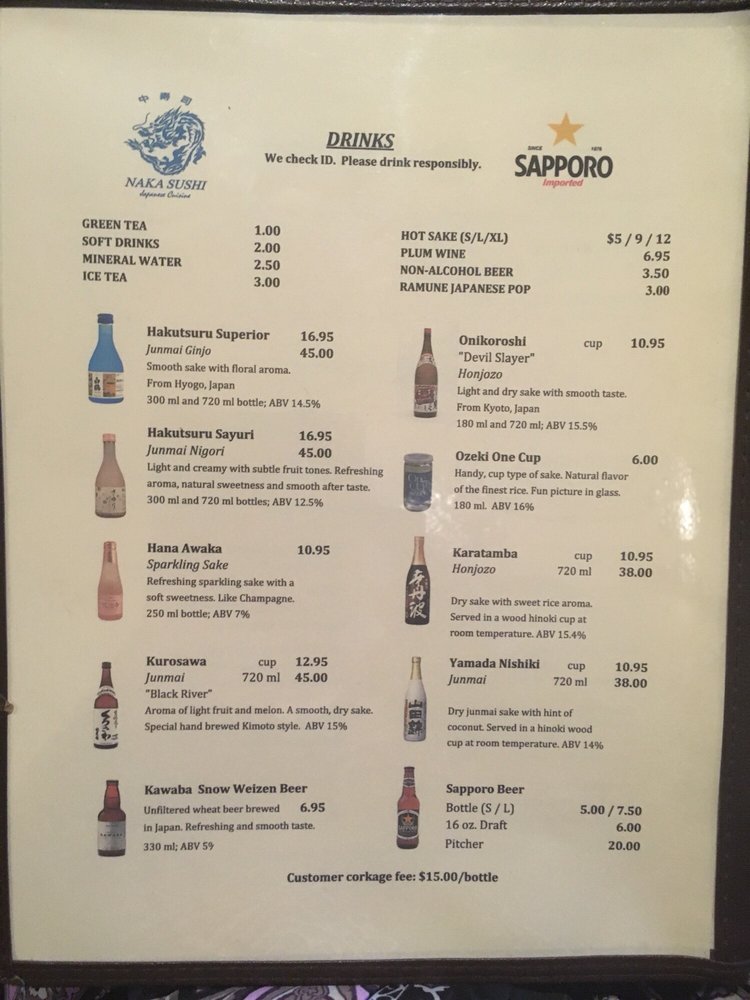 中壽司
NAKA SUSHI
Japanese Cuisine
DRINKS
We check ID. Please drink responsibly.
SINCE 1876
SAPPORO
Imported
GREEN TEA 1.00
SOFT DRINKS 2.00
MINERAL WATER 2.50
ICE TEA 3.00
HOT SAKE (S/L/XL) $5 / 9 / 12
PLUM WINE 6.95
NON-ALCOHOL BEER 3.50
RAMUNE JAPANESE POP 3.00
Hakutsuru Superior 16.95
Junmai Ginjo 45.00
Smooth sake with floral aroma.
From Hyogo, Japan
300 ml and 720 ml bottle; ABV 14.5%
Hakutsuru Sayuri 16.95
Junmai Nigori 45.00
Light and creamy with subtle fruit tones. Refreshing
aroma, natural sweetness and smooth after taste.
300 ml and 720 ml bottles; ABV 12.5%
Hana Awaka 10.95
Sparkling Sake
Refreshing sparkling sake with a
soft sweetness. Like Champagne.
250 ml bottle; ABV 7%
Kurosawa cup 12.95
Junmai 720 ml 45.00
"Black River"
Aroma of light fruit and melon. A smooth, dry sake.
Special hand brewed Kimoto style. ABV 15%
くろさわ
Kawaba Snow Weizen Beer
Unfiltered wheat beer brewed 6.95
in Japan. Refreshing and smooth taste.
330 ml; ABV 5%
KAWABA
Onikoroshi cup 10.95
"Devil Slayer"
Honjozo
Light and dry sake with smooth taste.
From Kyoto, Japan
180 ml and 720 ml; ABV 15.5%
Ozeki One Cup 6.00
Handy, cup type of sake. Natural flavor
of the finest rice. Fun picture in glass.
180 ml. ABV 16%
Karatamba cup 10.95
Honjozo 720 ml 38.00
Dry sake with sweet rice aroma.
Served in a wood hinoki cup at
room temperature. ABV 15.4%
辛丹波
Yamada Nishiki cup 10.95
Junmai 720 ml 38.00
Dry junmai sake with hint of
coconut. Served in a hinoki wood
cup at room temperature. ABV 14%
山田錦
Sapporo Beer
Bottle (S / L) 5.00 / 7.50
16 oz. Draft 6.00
Pitcher 20.00
SAPPORO
Customer corkage fee: $15.00/bottle